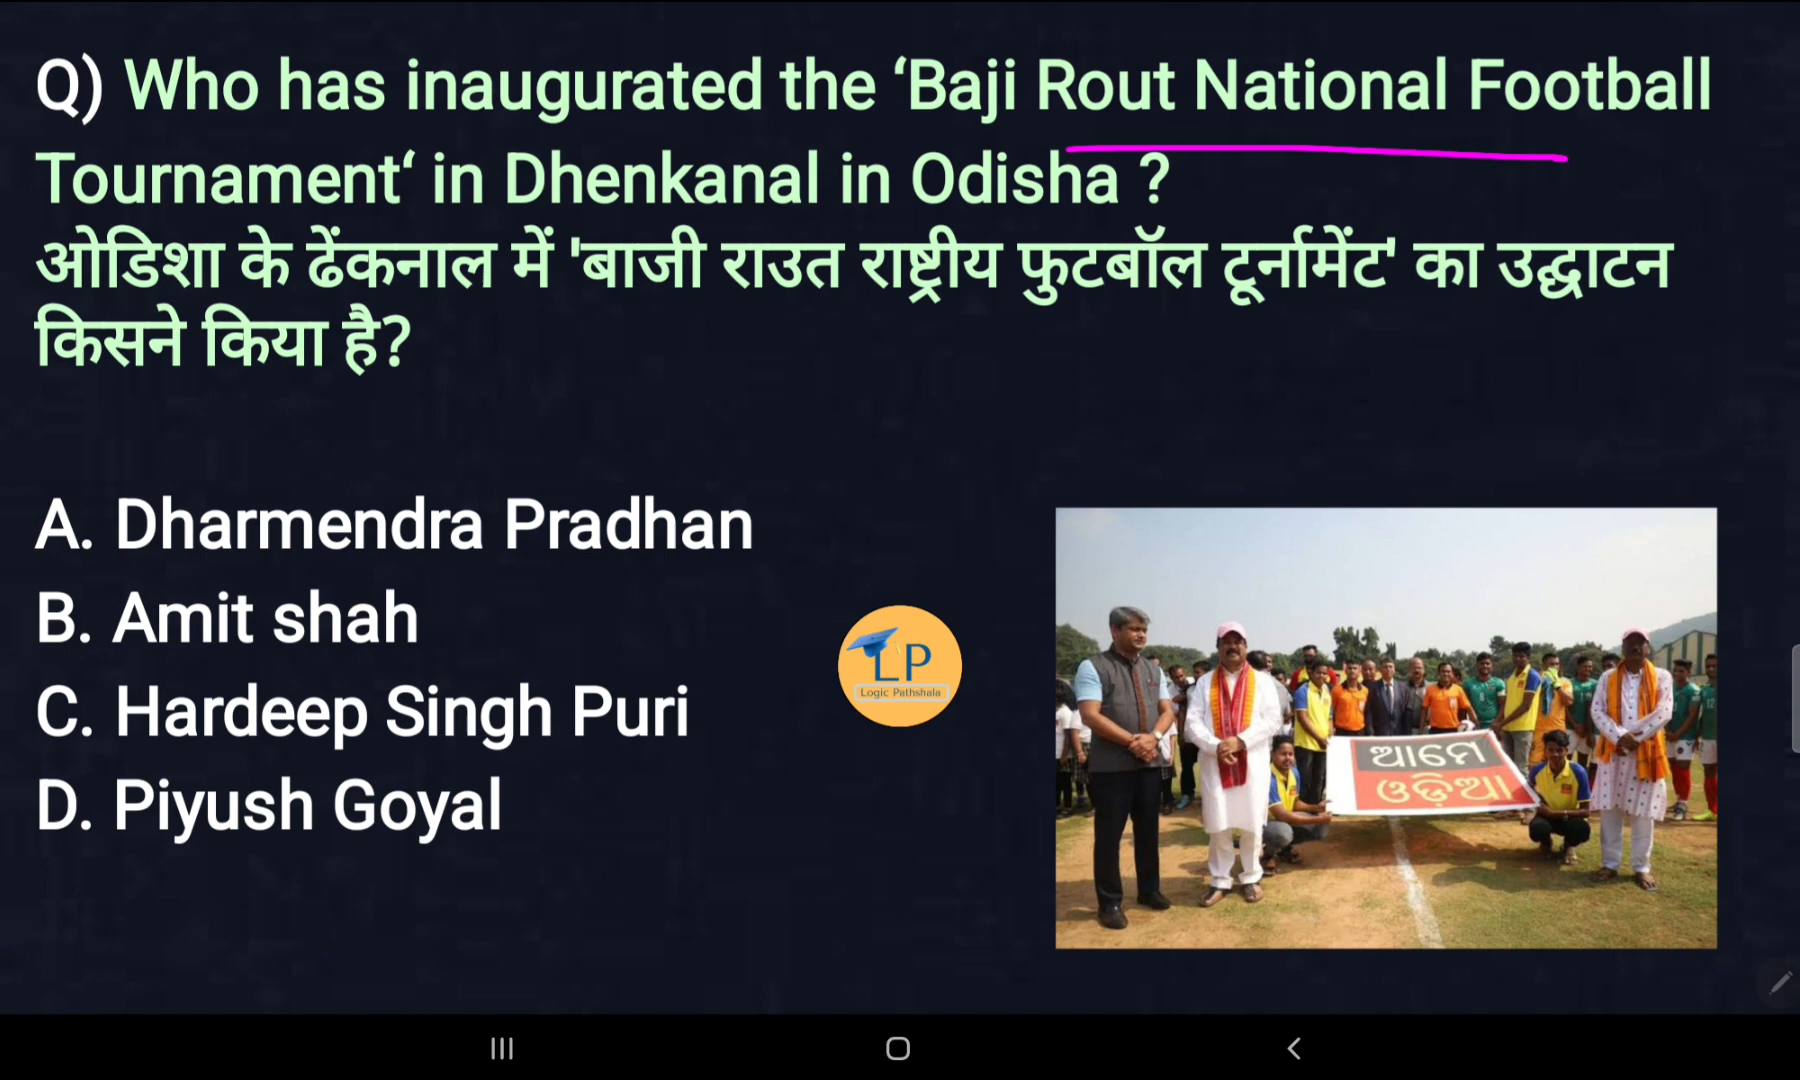 Q) Who has inaugurated the ‘Baji Rout National Football
Tournament‘ in Dhenkanal in Odisha ?
ओडिशा के ढेंकनाल में 'बाजी राउत राष्ट्रीय फुटबॉल टूर्नामेंट' का उद्घाटन
किसने किया है?
A. Dharmendra Pradhan
B. Amit shah
C. Hardeep Singh Puri
D. Piyush Goyal
LP
Logic Pathshala
ଆମେ
ଓଡ଼ିଆ